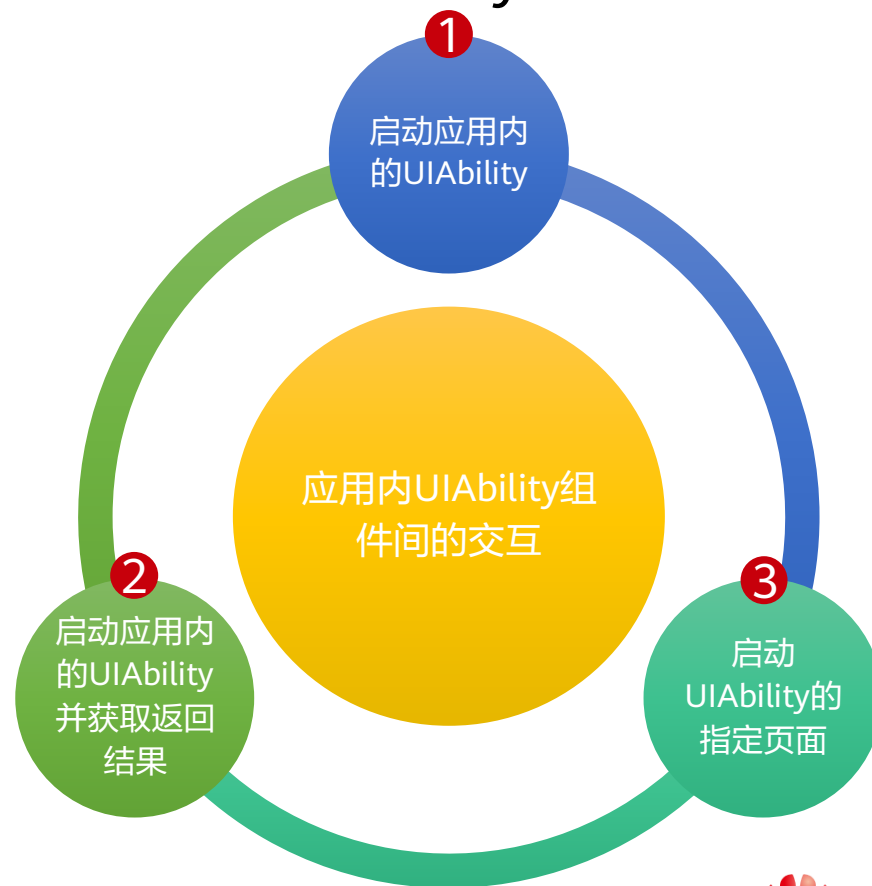 1
启动应用内
的UIAbility
应用内UIAbility组
件间的交互
2
启动应用内
的UIAbility
并获取返回
结果
3
启动
UIAbility的
指定页面